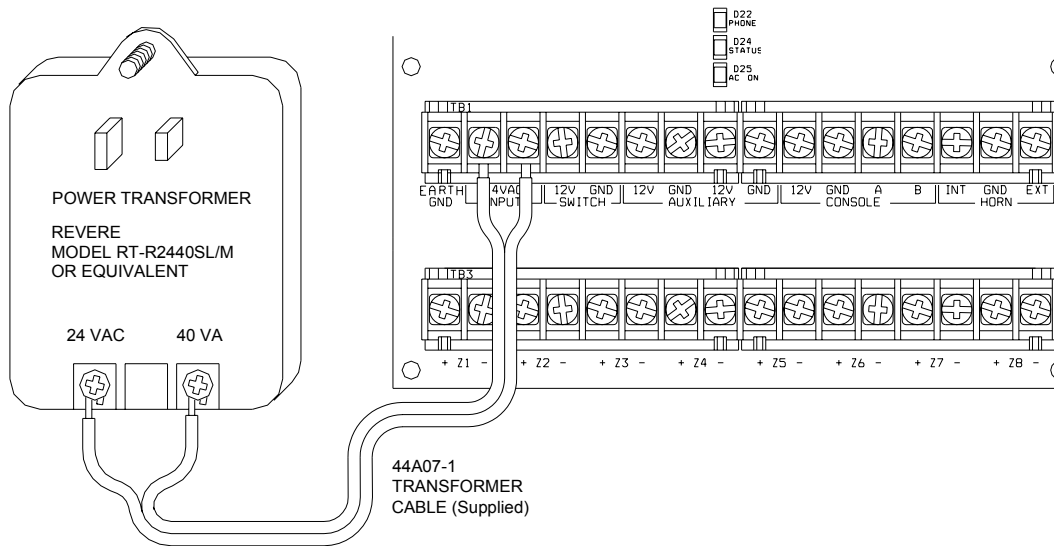 D22
PHONE
D24
STATUS
D25
AC ON
POWER TRANSFORMER
REVERE
MODEL RT-R2440SL/M
OR EQUIVALENT
24 VAC 40 VA
TB1
EARTH GND 4VAC INPUT 12V GND SWITCH 12V GND 12V GND AUXILIARY 12V GND A B CONSOLE INT GND EXT HORN
TB3
+ Z1 - + Z2 - + Z3 - + Z4 - + Z5 - + Z6 - + Z7 - + Z8 -
44A07-1
TRANSFORMER
CABLE (Supplied)